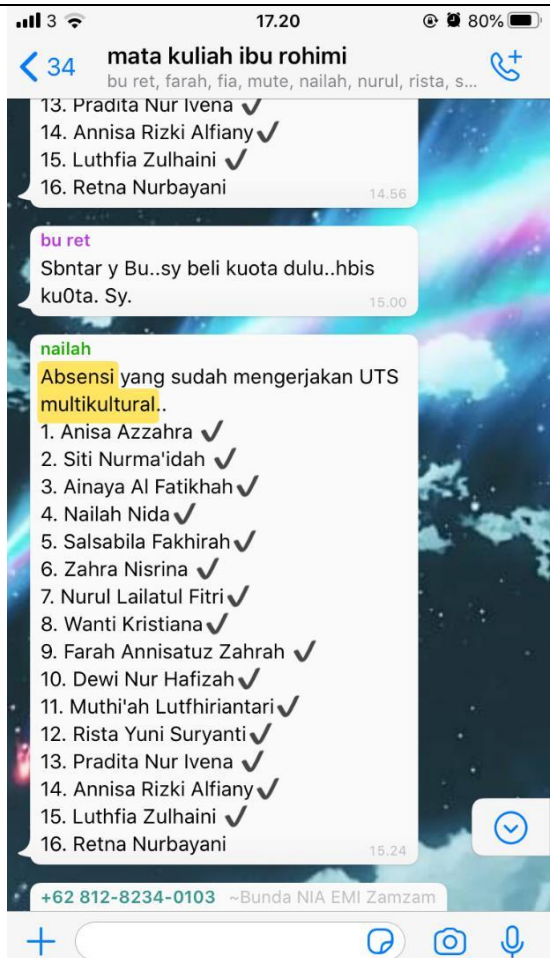 3 17.20 80%
34 mata kuliah ibu rohimi
bu ret, farah, fia, mute, nailah, nurul, rista, s...
13. Pradita Nur Ivena ✔
14. Annisa Rizki Alfiany✔
15. Luthfia Zulhaini ✔
16. Retna Nurbayani
14.56
bu ret
Sbntar y Bu..sy beli kuota dulu..hbis
ku0ta. Sy.
15.00
nailah
Absensi yang sudah mengerjakan UTS
multikultural..
1. Anisa Azzahra ✔
2. Siti Nurma'idah ✔
3. Ainaya Al Fatikhah✔
4. Nailah Nida✔
5. Salsabila Fakhirah✔
6. Zahra Nisrina ✔
7. Nurul Lailatul Fitri✔
8. Wanti Kristiana✔
9. Farah Annisatuz Zahrah ✔
10. Dewi Nur Hafizah✔
11. Muthi'ah Lutfhiriantari✔
12. Rista Yuni Suryanti✔
13. Pradita Nur Ivena ✔
14. Annisa Rizki Alfiany✔
15. Luthfia Zulhaini ✔
16. Retna Nurbayani
15.24
+62 812-8234-0103 ~Bunda NIA EMI Zamzam